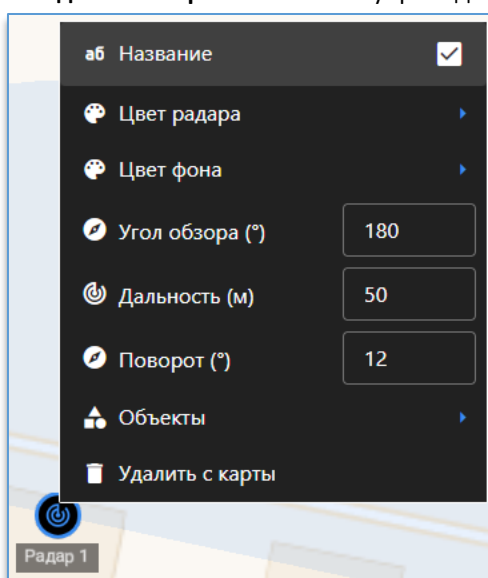 аб Название
Цвет радара
Цвет фона
Угол обзора (°) 180
Дальность (м) 50
Поворот (°) 12
Объекты
Удалить с карты
Радар 1